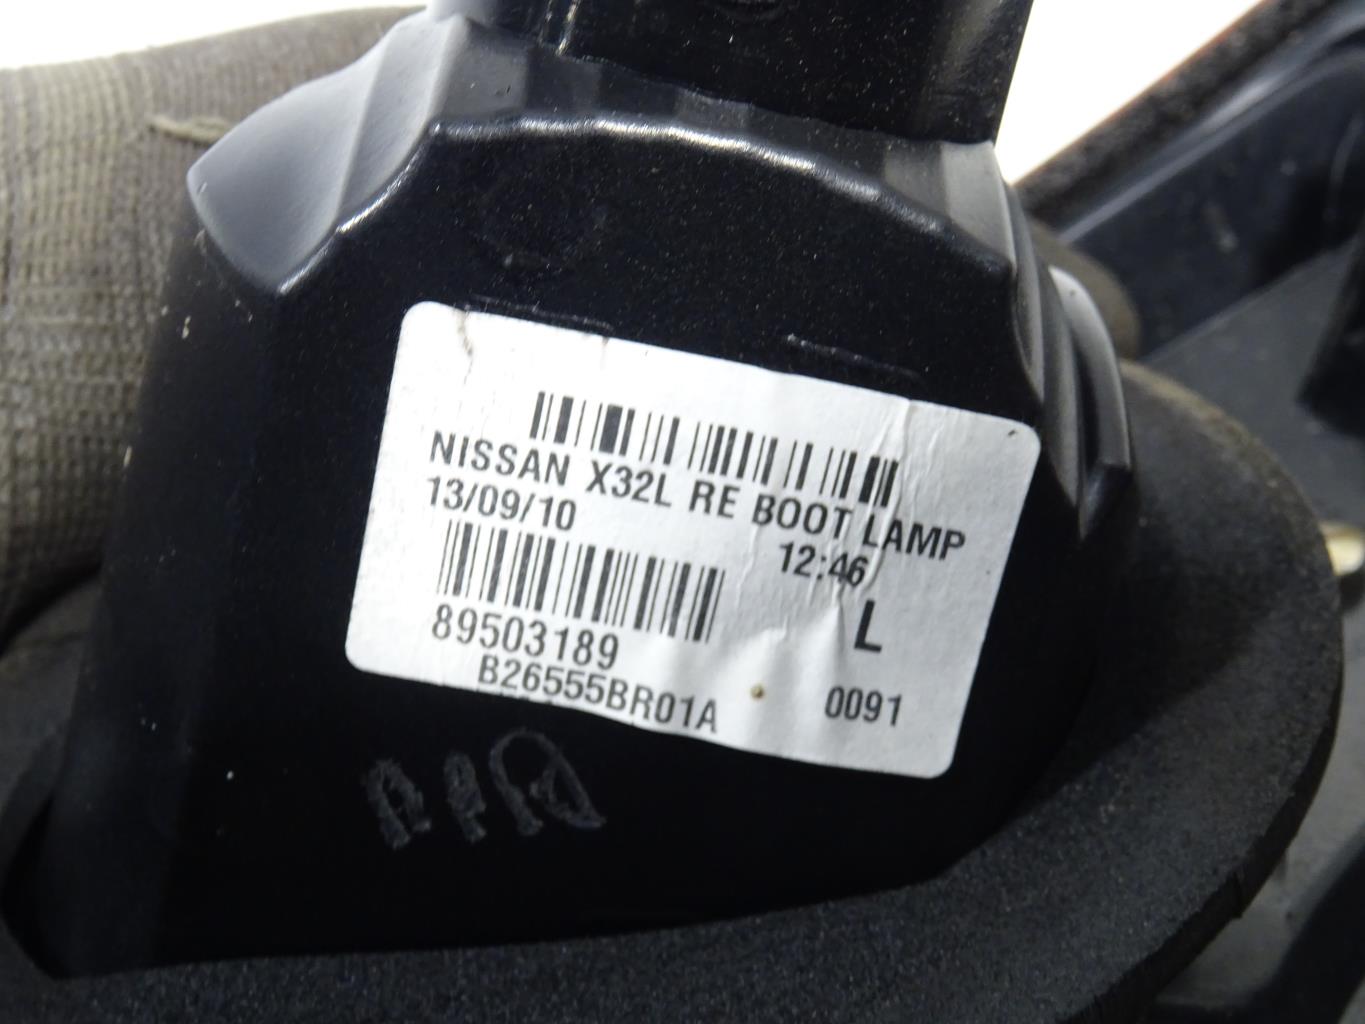 NISSAN X32L RE BOOT LAMP
13/09/10 12:46
89503189 L
B26555BR01A 0091